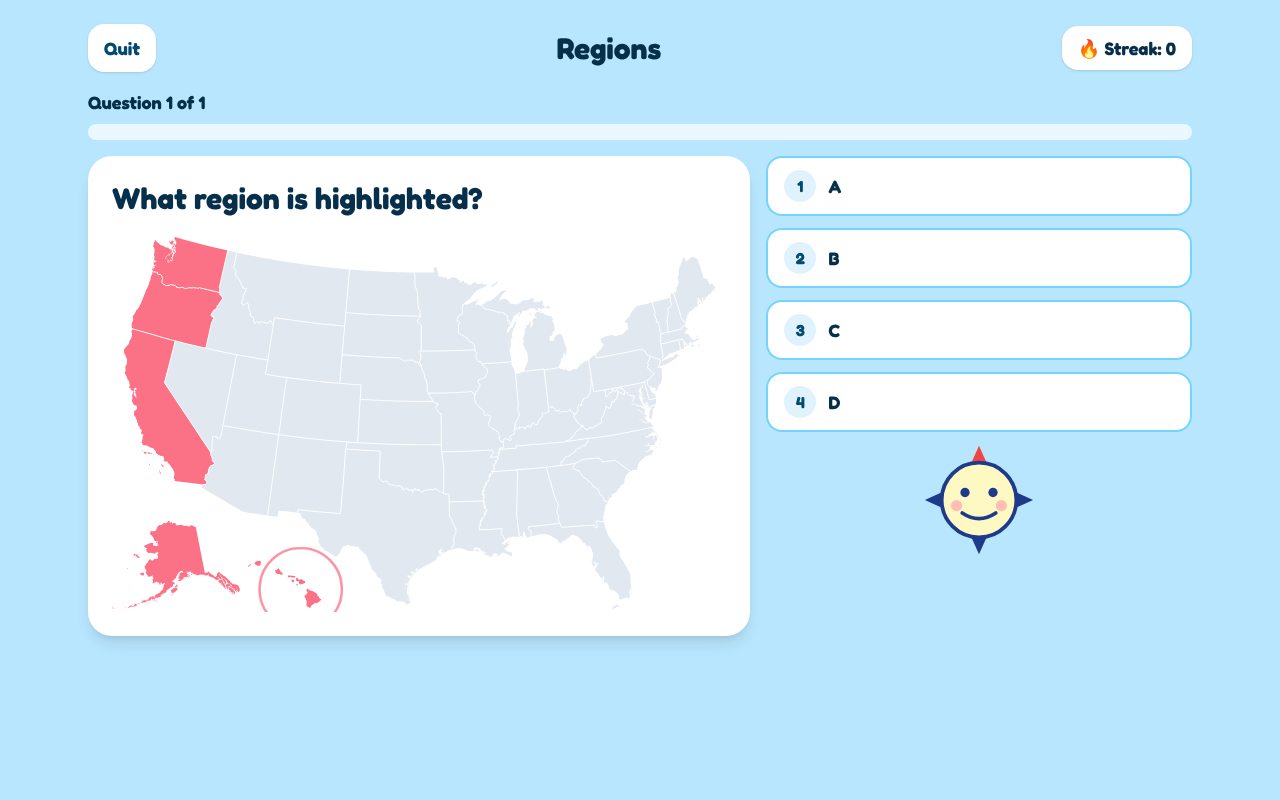 Quit
Regions
🔥 Streak: 0
Question 1 of 1
What region is highlighted?
1 A
2 B
3 C
4 D